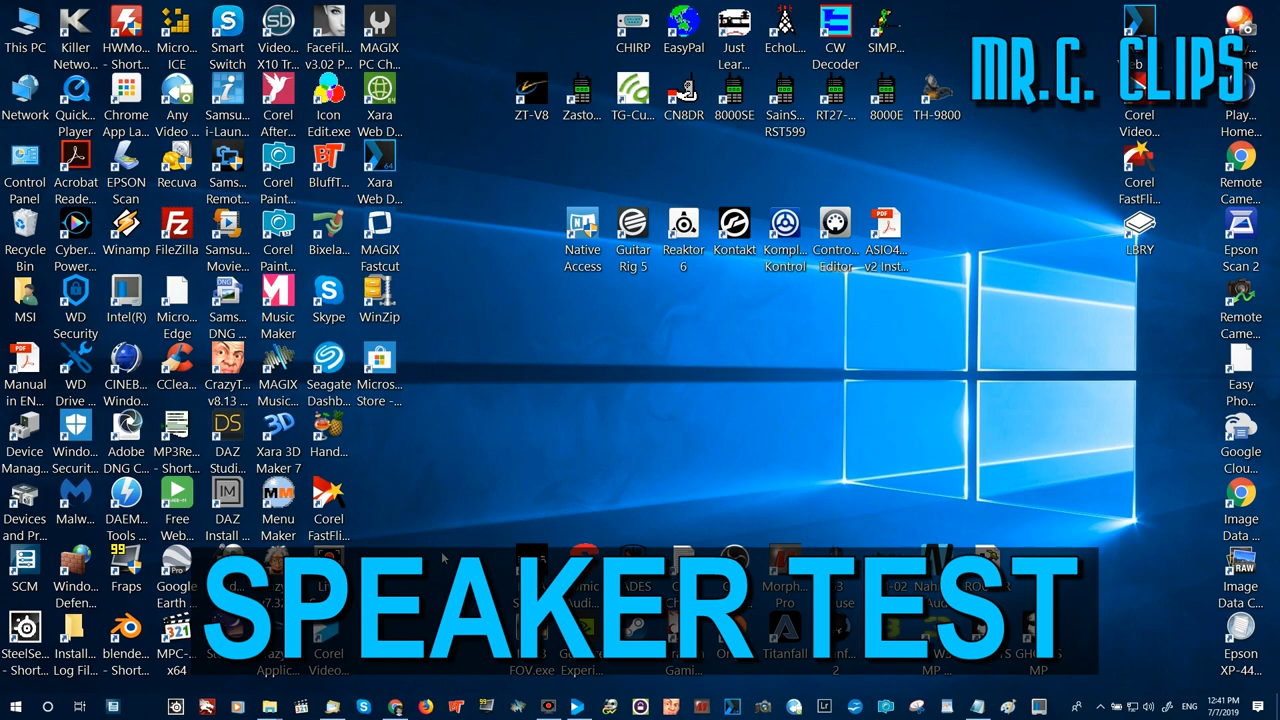 This PC
Killer Netwo...
HWMo... - Short...
Micro... ICE
Smart Switch
Video... X10 Tr...
FaceFil... v3.02 P...
MAGIX PC Ch...
CHIRP
EasyPal
Just Lear...
EchoL...
CW Decoder
SIMP...
MR.G. CLIPS
Network
Quick... Player
Chrome App La...
Any Video ...
Samsu... i-Laun...
Corel After...
Icon Edit.exe
Xara Web D...
ZT-V8
Zasto...
TG-Cu...
CN8DR
8000SE
SainS... RST599
RT27-...
8000E
TH-9800
Corel Video...
Play... Home...
Control Panel
Acrobat Reade...
EPSON Scan
Recuva
Sams... Remot...
Corel Paint...
BluffT...
Xara Web D...
Corel FastFli...
Remote Came...
Recycle Bin
Cyber... Power...
Winamp
FileZilla
Samsu... Movie...
Corel Paint...
Bixela...
MAGIX Fastcut
Native Access
Guitar Rig 5
Reaktor 6
Kontakt
Kompl... Kontrol
Contro... Editor
ASIO4... v2 Inst...
LBRY
Epson Scan 2
MSI
WD Security
Intel(R)
Micro... Edge
Sams... DNG ...
Music Maker
Skype
WinZip
Remote Came...
Manual in EN...
WD Drive ...
CINEB... Windo...
CClea...
CrazyT... v8.13 ...
MAGIX Music...
Seagate Dashb...
Micros... Store -...
Easy Pho...
Device Manag...
Windo... Securit...
Adobe DNG C...
MP3Re... - Short...
DAZ Studi...
Xara 3D Maker 7
Hand...
Google Clou...
Devices and Pr...
Malw...
DAEM... Tools ...
Free Web...
DAZ Install ...
Menu Maker
Corel FastFli...
Image Data ...
SCM
Windo... Defen...
Fraps
Google Earth ...
SPEAKER TEST
Image Data C...
SteelSe... - Short...
Install... Log Fil...
blende... - Short...
MPC-... x64
Applic...
Corel Video...
FOV.exe
Experi...
Gami...
Titanfall
Epson XP-44...
ENG
12:41 PM
7/7/2019